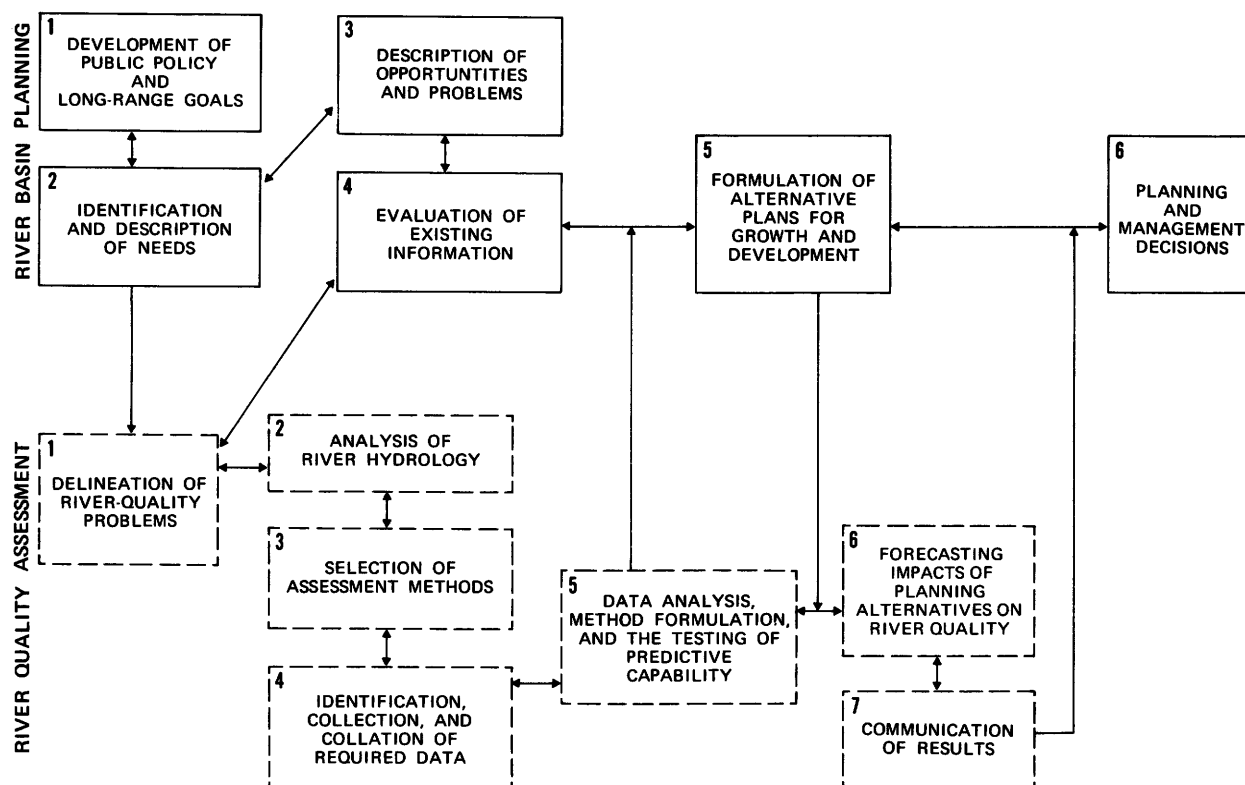 RIVER BASIN PLANNING
1
DEVELOPMENT OF
PUBLIC POLICY
AND
LONG-RANGE GOALS
2
IDENTIFICATION
AND DESCRIPTION
OF NEEDS
3
DESCRIPTION OF
OPPORTUNTITIES
AND PROBLEMS
4
EVALUATION OF
EXISTING
INFORMATION
5
FORMULATION OF
ALTERNATIVE
PLANS FOR
GROWTH AND
DEVELOPMENT
6
PLANNING
AND
MANAGEMENT
DECISIONS
RIVER QUALITY ASSESSMENT
1
DELINEATION OF
RIVER-QUALITY
PROBLEMS
2
ANALYSIS OF
RIVER HYDROLOGY
3
SELECTION OF
ASSESSMENT METHODS
4
IDENTIFICATION,
COLLECTION, AND
COLLATION OF
REQUIRED DATA
5
DATA ANALYSIS,
METHOD FORMULATION,
AND THE TESTING OF
PREDICTIVE
CAPABILITY
6
FORECASTING
IMPACTS OF
PLANNING
ALTERNATIVES ON
RIVER QUALITY
7
COMMUNICATION
OF RESULTS